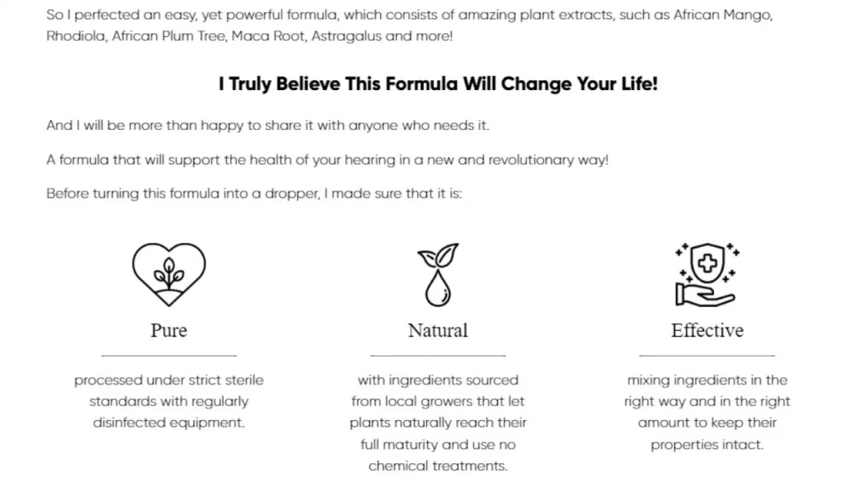 So I perfected an easy, yet powerful formula, which consists of amazing plant extracts, such as African Mango,
Rhodiola, African Plum Tree, Maca Root, Astragalus and more!
I Truly Believe This Formula Will Change Your Life!
And I will be more than happy to share it with anyone who needs it.
A formula that will support the health of your hearing in a new and revolutionary way!
Before turning this formula into a dropper, I made sure that it is:
Pure
processed under strict sterile
standards with regularly
disinfected equipment.
Natural
with ingredients sourced
from local growers that let
plants naturally reach their
full maturity and use no
chemical treatments.
Effective
mixing ingredients in the
right way and in the right
amount to keep their
properties intact.